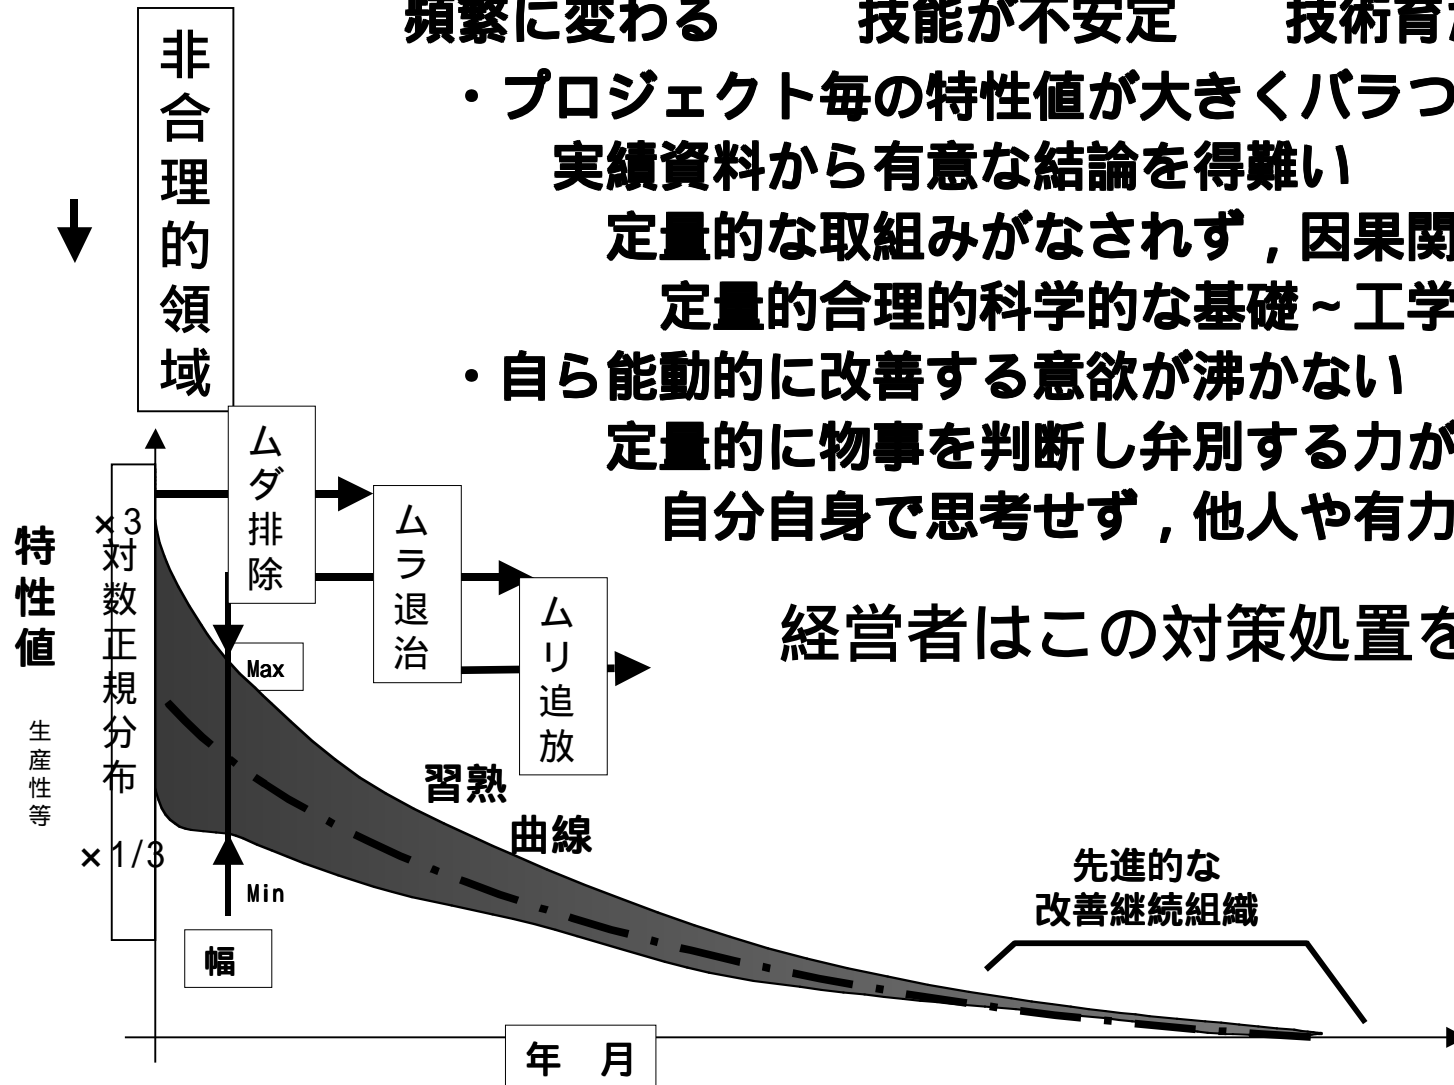 頻繁に変わる　技能が不安定　技術育
・プロジェクト毎の特性値が大きくバラつ
実績資料から有意な結論を得難い
定量的な取組みがなされず，因果関
定量的合理的科学的な基礎～工学
・自ら能動的に改善する意欲が沸かない
定量的に物事を判断し弁別する力が
自分自身で思考せず，他人や有力
経営者はこの対策処置を
非合理的領域
ムダ排除
ムラ退治
ムリ追放
特性値
生産性等
×3
対数正規分布
×1/3
Max
Min
幅
習熟
曲線
先進的な
改善継続組織
年　月